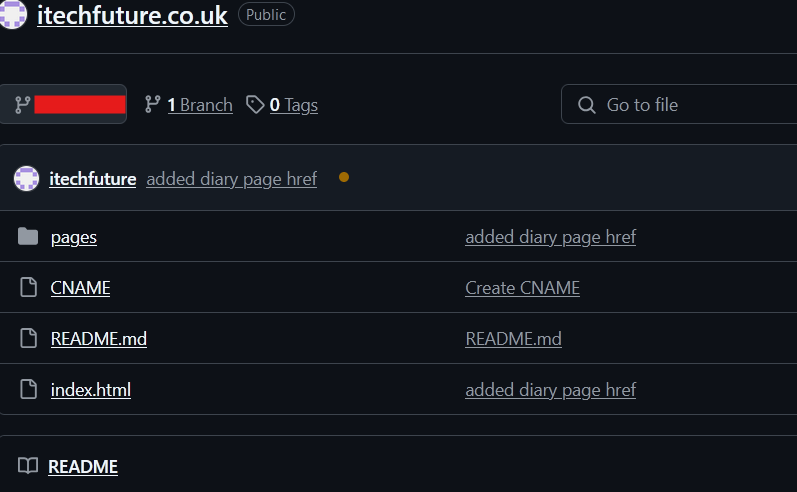 itechfuture.co.uk Public
1 Branch 0 Tags Go to file
itechfuture added diary page href
pages added diary page href
CNAME Create CNAME
README.md README.md
index.html added diary page href
README